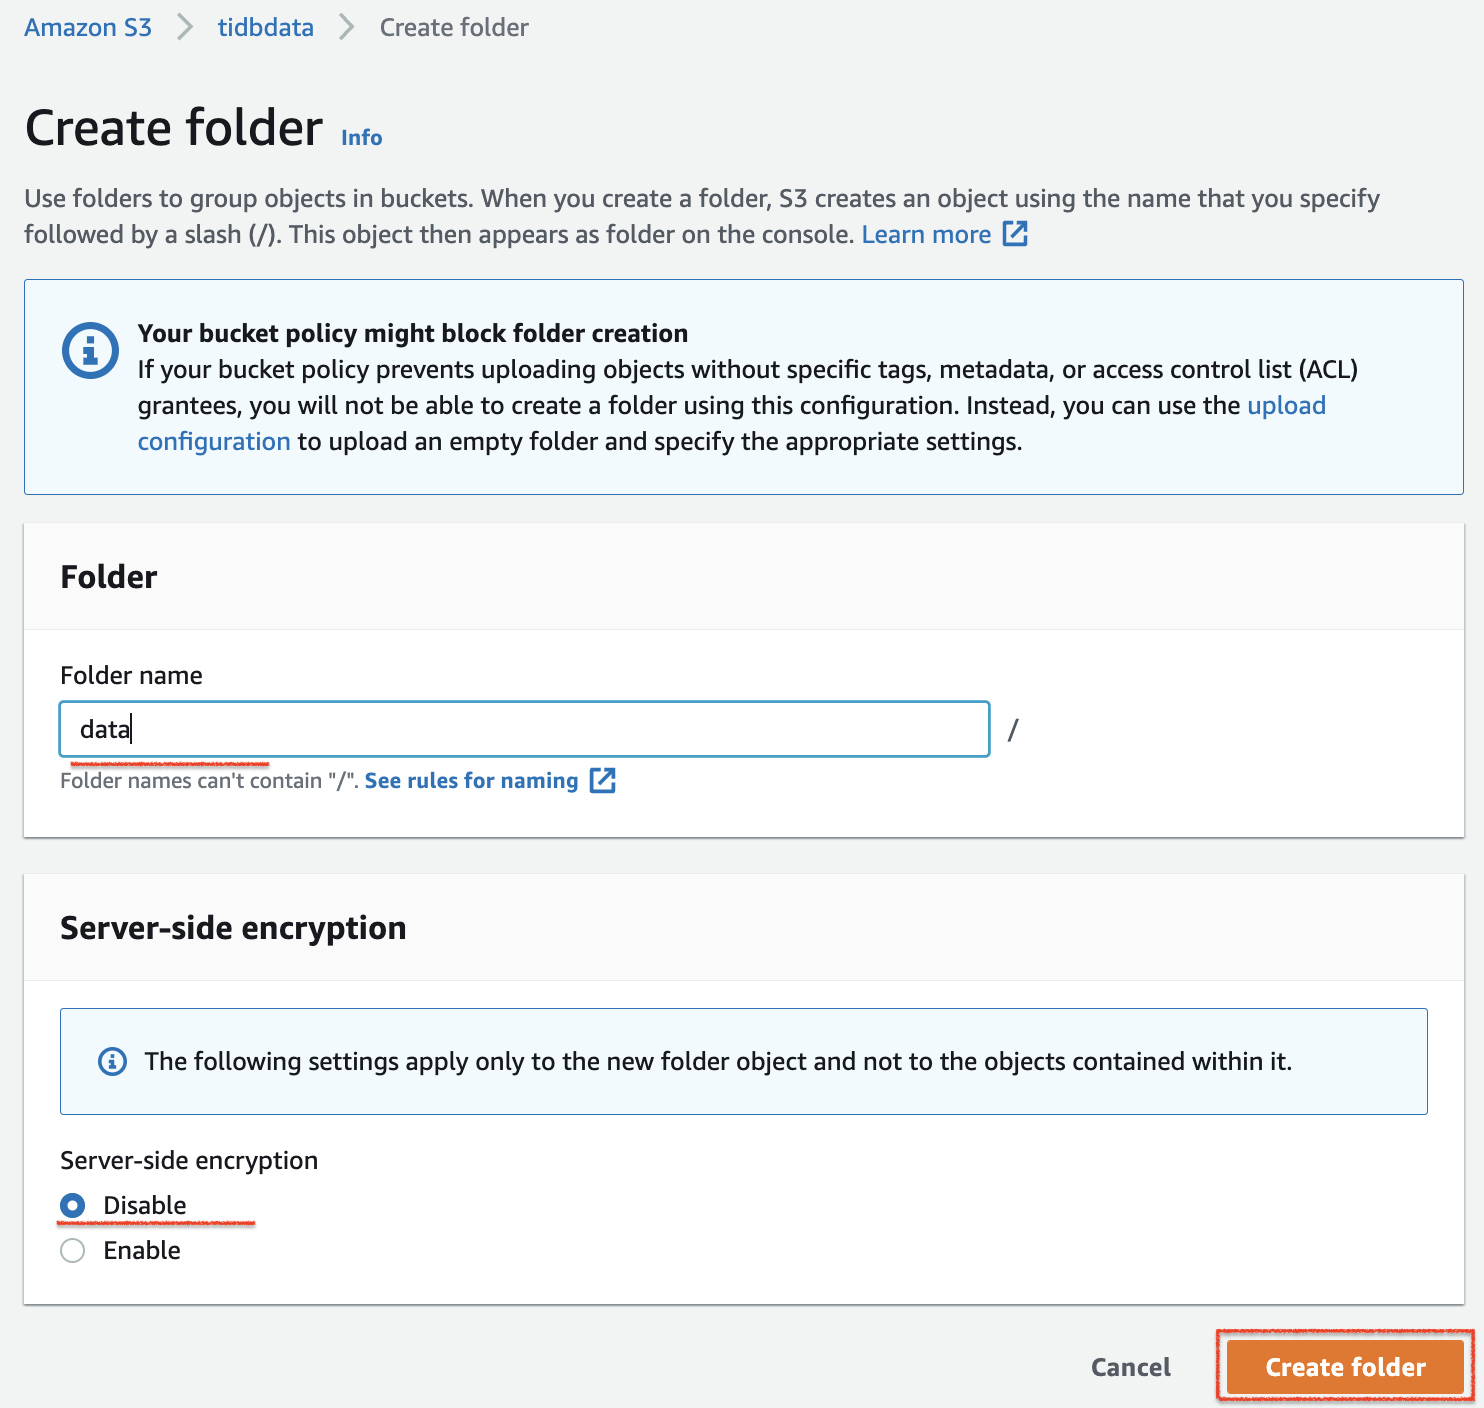 Amazon S3 > tidbdata > Create folder
Create folder Info
Use folders to group objects in buckets. When you create a folder, S3 creates an object using the name that you specify
followed by a slash (/). This object then appears as folder on the console. Learn more
Your bucket policy might block folder creation
If your bucket policy prevents uploading objects without specific tags, metadata, or access control list (ACL)
grantees, you will not be able to create a folder using this configuration. Instead, you can use the upload
configuration to upload an empty folder and specify the appropriate settings.
Folder
Folder name
data /
Folder names can't contain "/". See rules for naming
Server-side encryption
The following settings apply only to the new folder object and not to the objects contained within it.
Server-side encryption
Disable
Enable
Cancel Create folder